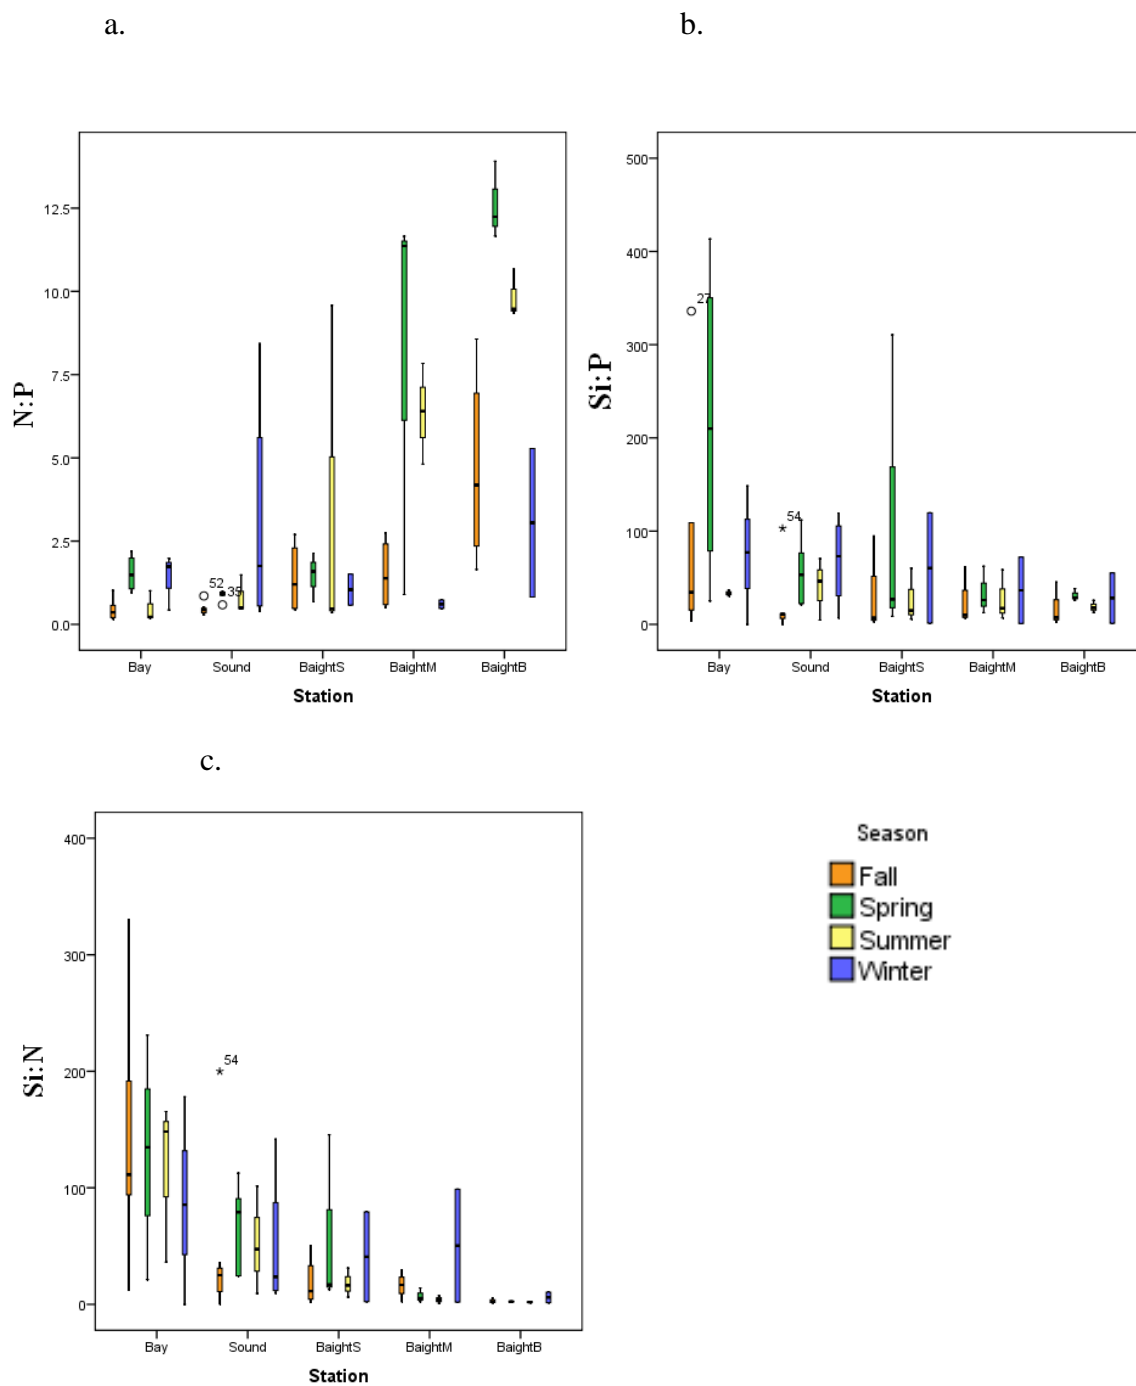 a.
b.
N:P
12.5
10.0
7.5
5.0
2.5
0.0
52
35
Bay Sound BaightS BaightM BaightB
Station
Si:P
500
400
300
200
100
0
27
54
Bay Sound BaightS BaightM BaightB
Station
c.
Si:N
400
300
200
100
0
54
Bay Sound BaightS BaightM BaightB
Station
Season
Fall
Spring
Summer
Winter